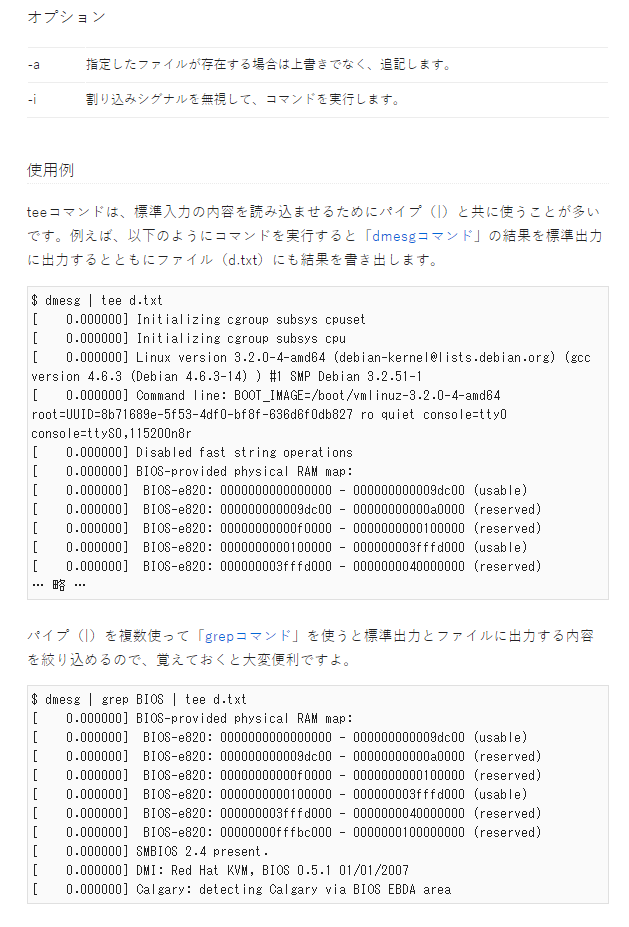 オプション
-a 指定したファイルが存在する場合は上書きでなく、追記します。
-i 割り込みシグナルを無視して、コマンドを実行します。
使用例
teeコマンドは、標準入力の内容を読み込ませるためにパイプ（|）と共に使うことが多い
です。例えば、以下のようにコマンドを実行すると「dmesgコマンド」の結果を標準出力
に出力するとともにファイル（d.txt）にも結果を書き出します。
$ dmesg | tee d.txt
[    0.000000] Initializing cgroup subsys cpuset
[    0.000000] Initializing cgroup subsys cpu
[    0.000000] Linux version 3.2.0-4-amd64 (debian-kernel@lists.debian.org) (gcc
version 4.6.3 (Debian 4.6.3-14) ) #1 SMP Debian 3.2.51-1
[    0.000000] Command line: BOOT_IMAGE=/boot/vmlinuz-3.2.0-4-amd64
root=UUID=8b71689e-5f53-4df0-bf8f-636d6f0db827 ro quiet console=tty0
console=ttyS0,115200n8r
[    0.000000] Disabled fast string operations
[    0.000000] BIOS-provided physical RAM map:
[    0.000000]  BIOS-e820: 0000000000000000 - 000000000009dc00 (usable)
[    0.000000]  BIOS-e820: 000000000009dc00 - 00000000000a0000 (reserved)
[    0.000000]  BIOS-e820: 00000000000f0000 - 0000000000100000 (reserved)
[    0.000000]  BIOS-e820: 0000000000100000 - 000000003fffd000 (usable)
[    0.000000]  BIOS-e820: 000000003fffd000 - 0000000040000000 (reserved)
… 略 …
パイプ（|）を複数使って「grepコマンド」を使うと標準出力とファイルに出力する内容
を絞り込めるので、覚えておくと大変便利ですよ。
$ dmesg | grep BIOS | tee d.txt
[    0.000000] BIOS-provided physical RAM map:
[    0.000000]  BIOS-e820: 0000000000000000 - 000000000009dc00 (usable)
[    0.000000]  BIOS-e820: 000000000009dc00 - 00000000000a0000 (reserved)
[    0.000000]  BIOS-e820: 00000000000f0000 - 0000000000100000 (reserved)
[    0.000000]  BIOS-e820: 0000000000100000 - 000000003fffd000 (usable)
[    0.000000]  BIOS-e820: 000000003fffd000 - 0000000040000000 (reserved)
[    0.000000]  BIOS-e820: 00000000fffbc000 - 0000000100000000 (reserved)
[    0.000000] SMBIOS 2.4 present.
[    0.000000] DMI: Red Hat KVM, BIOS 0.5.1 01/01/2007
[    0.000000] Calgary: detecting Calgary via BIOS EBDA area